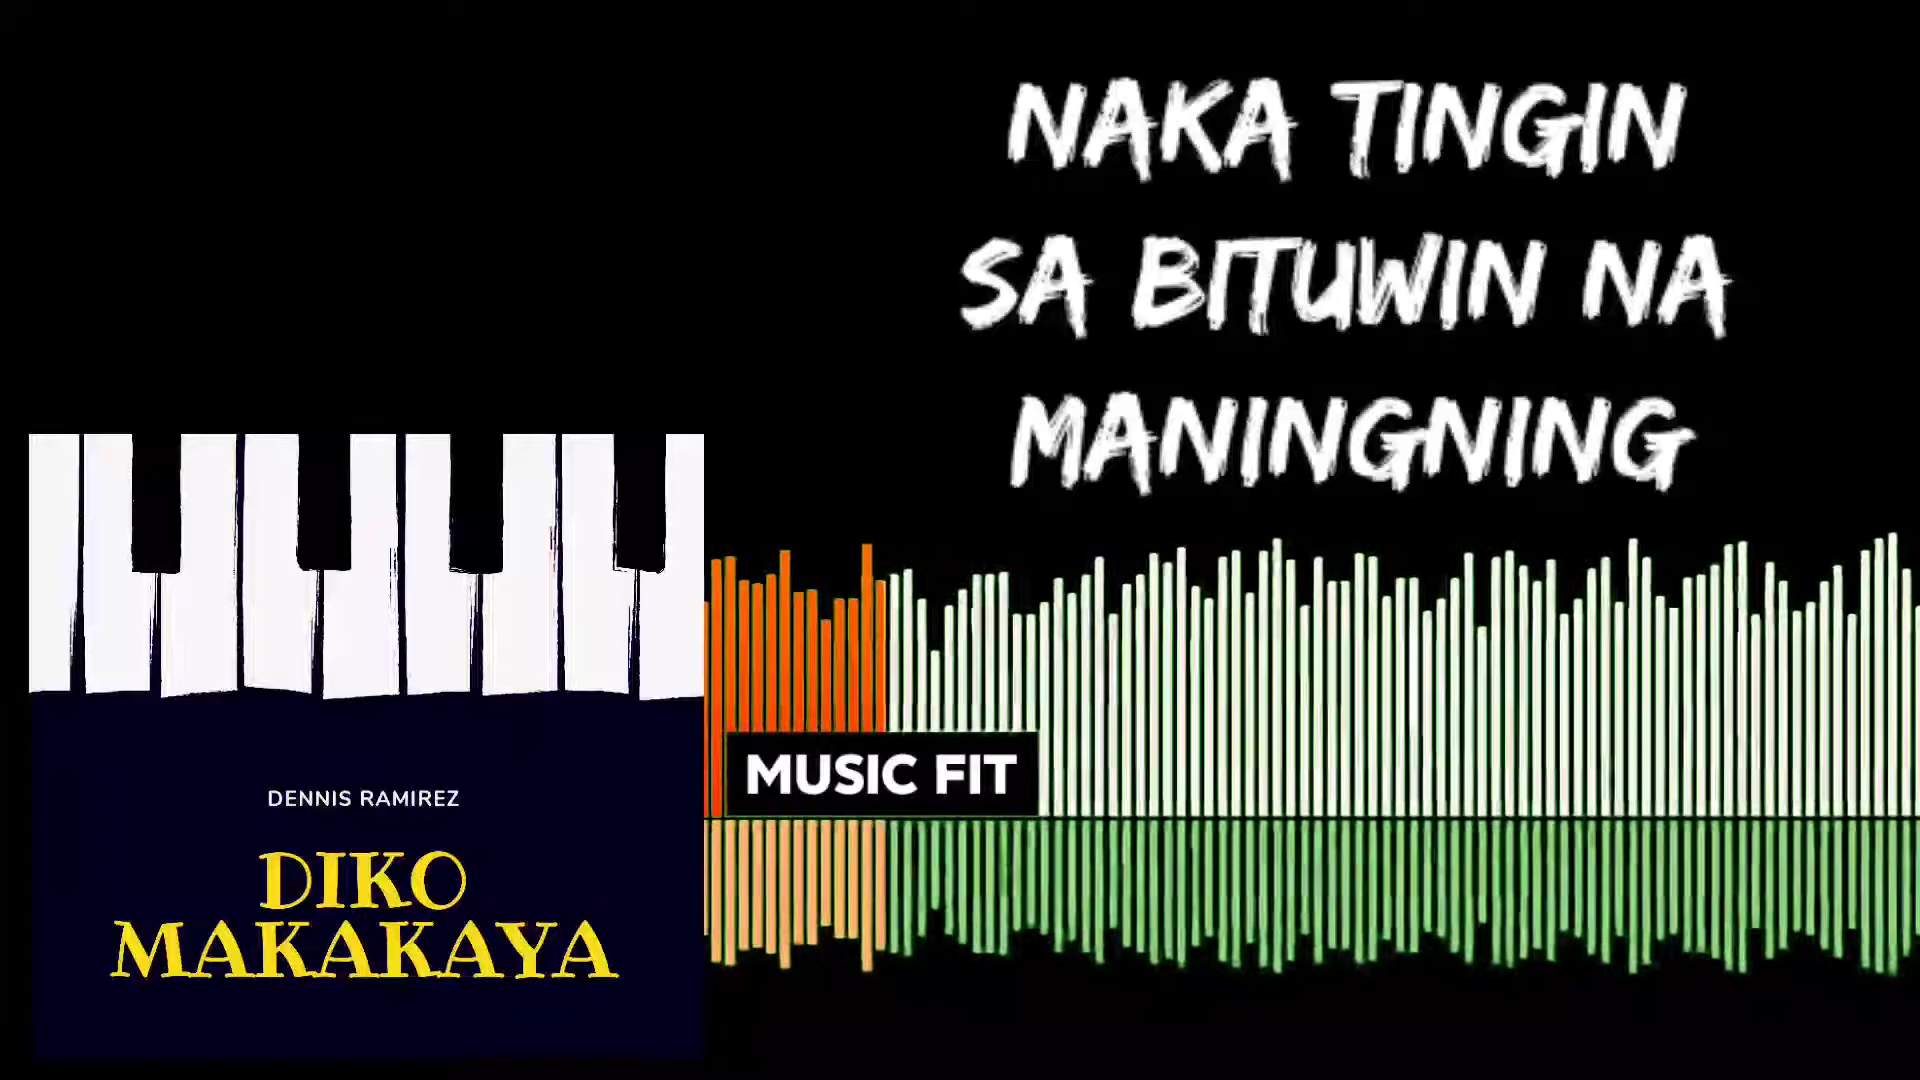 NAKA TINGIN
SA BITUWIN NA
MANINGNING
MUSIC FIT
DENNIS RAMIREZ
DIKO
MAKAKAYA